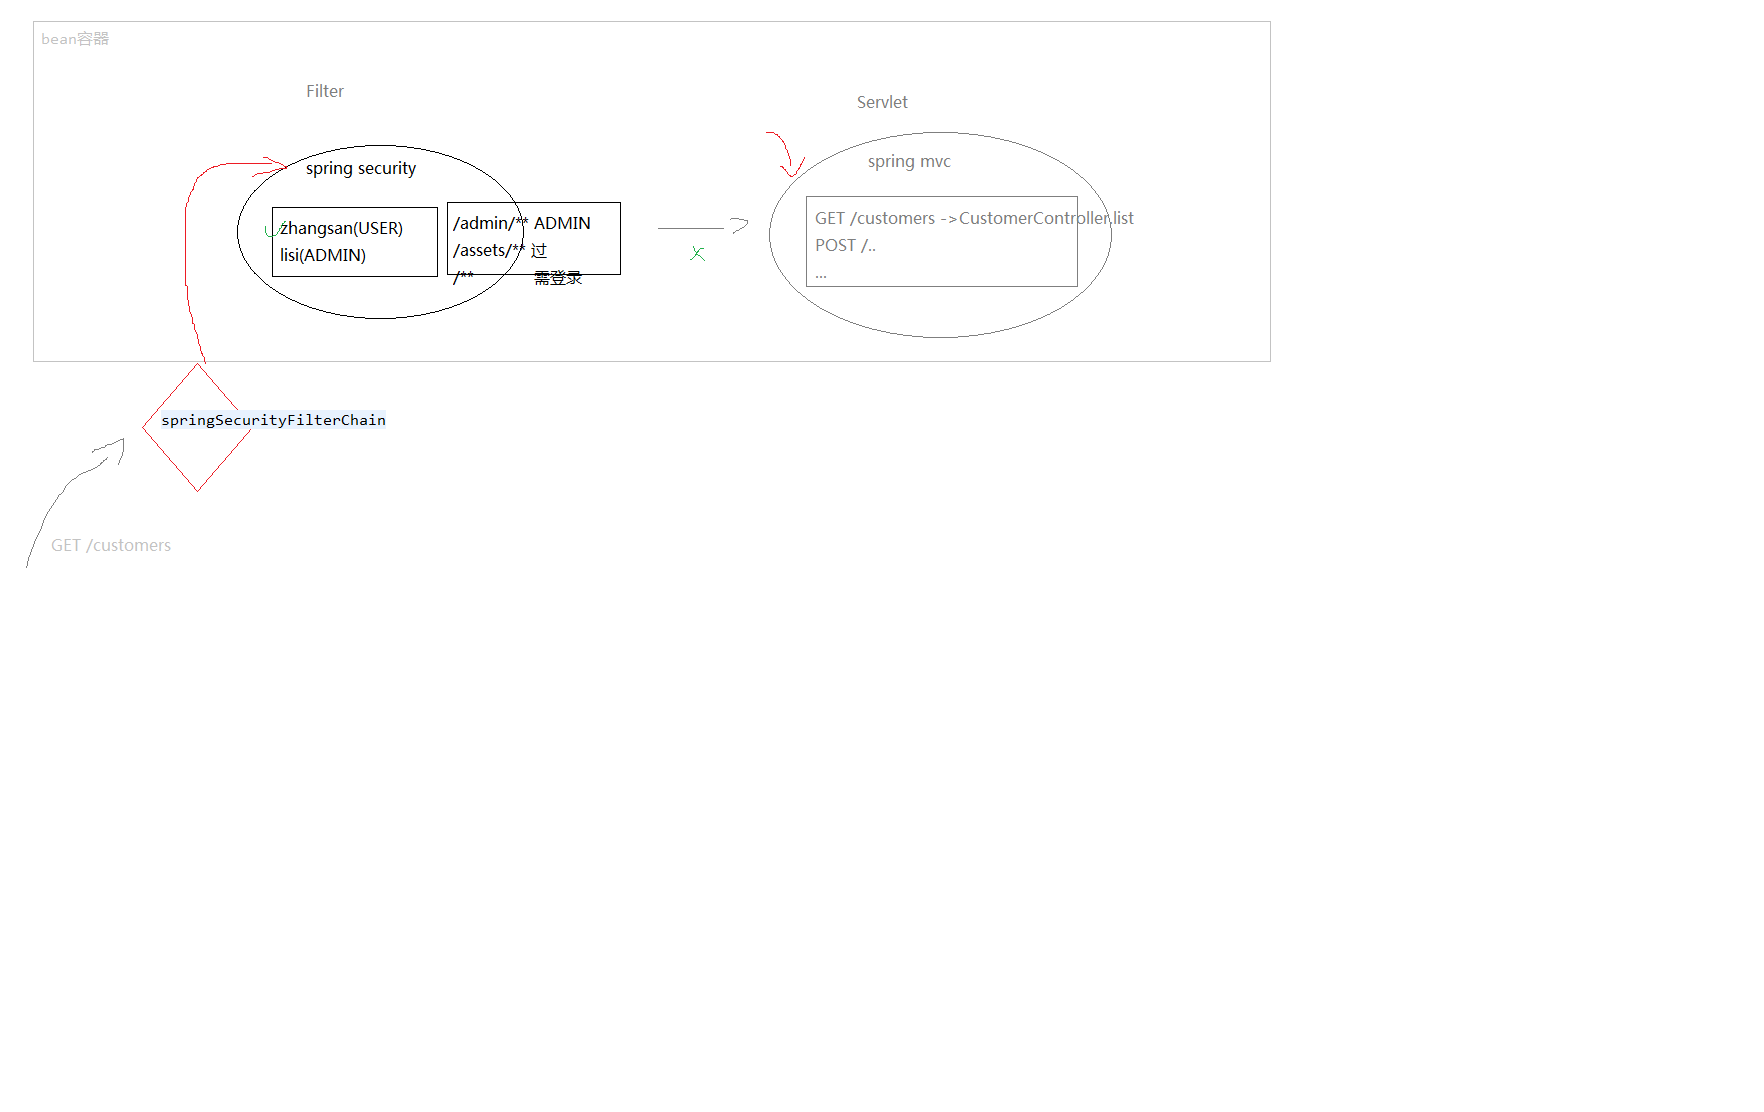 bean容器
Filter
Servlet
spring security
spring mvc
zhangsan(USER)
lisi(ADMIN)
/admin/** ADMIN
/assets/** 过
/** 需登录
GET /customers ->CustomerController.list
POST /..
...
springSecurityFilterChain
GET /customers